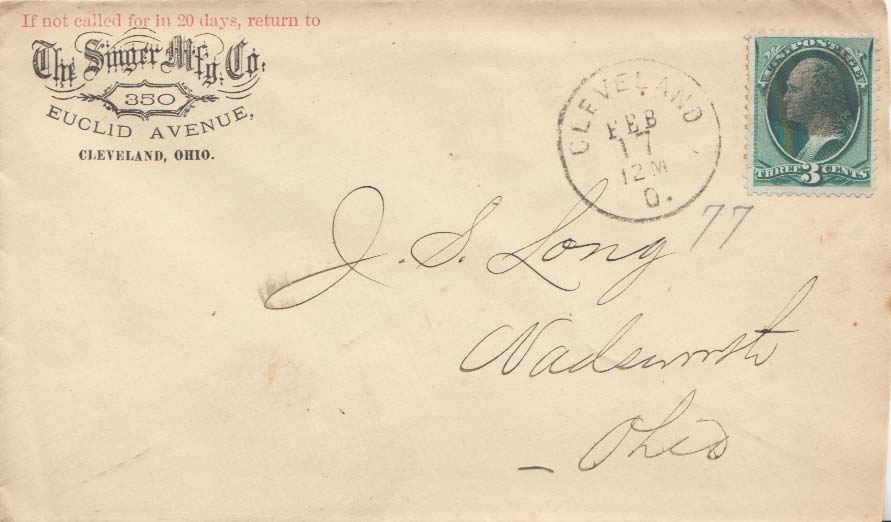 If not called for in 20 days, return to
The Singer Mfg. Co.
350
EUCLID AVENUE,
CLEVELAND, OHIO.
CLEVELAND
FEB
17
12 M
O.
U.S. POSTAGE
THREE 3 CENTS
J. S. Long
77
Wadsworth
Ohio